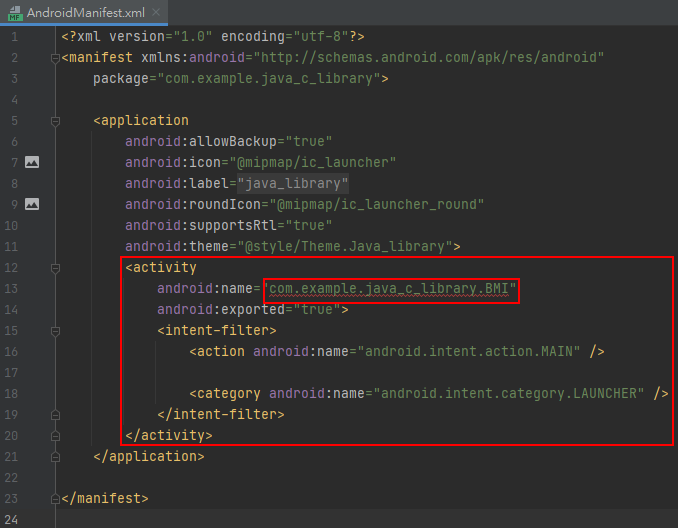 AndroidManifest.xml
1 <?xml version="1.0" encoding="utf-8"?>
2 <manifest xmlns:android="http://schemas.android.com/apk/res/android"
3 package="com.example.java_c_library">
4
5 <application
6 android:allowBackup="true"
7 android:icon="@mipmap/ic_launcher"
8 android:label="java_library"
9 android:roundIcon="@mipmap/ic_launcher_round"
10 android:supportsRtl="true"
11 android:theme="@style/Theme.Java_library">
12 <activity
13 android:name="com.example.java_c_library.BMI"
14 android:exported="true">
15 <intent-filter>
16 <action android:name="android.intent.action.MAIN" />
17
18 <category android:name="android.intent.category.LAUNCHER" />
19 </intent-filter>
20 </activity>
21 </application>
22
23 </manifest>
24